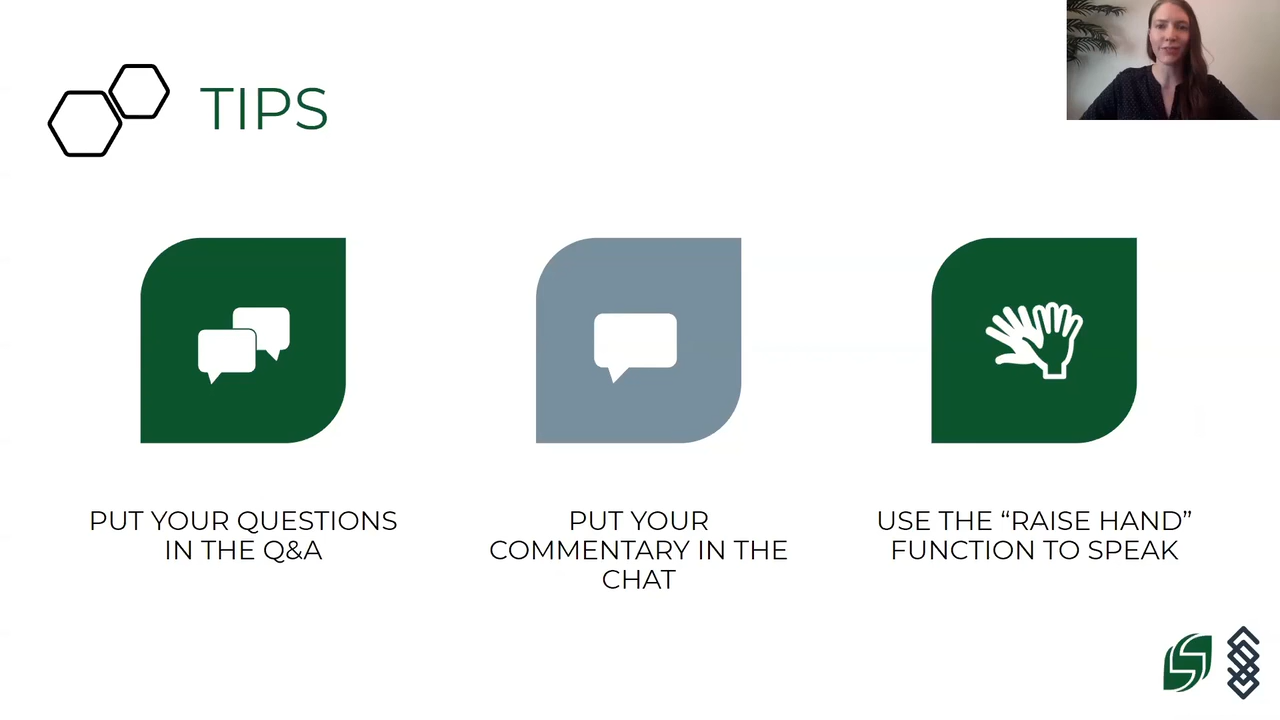 TIPS
PUT YOUR QUESTIONS
IN THE Q&A
PUT YOUR
COMMENTARY IN THE
CHAT
USE THE “RAISE HAND”
FUNCTION TO SPEAK